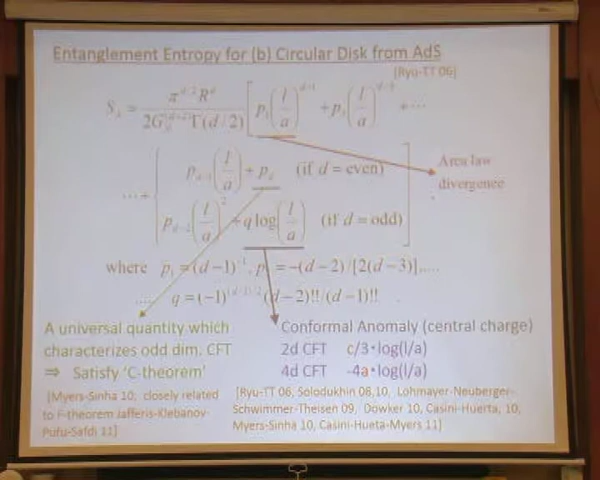 Entanglement Entropy for (b) Circular Disk from AdS
[Ryu-TT 06]
S_A = π^{d/2} R^d / 2G_N^{(d+2)} Γ(d/2) [ p_1 (l/a)^{d-1} + p_3 (l/a)^{d-3} + ⋯
Area law
divergence
⋯ + { p_{d-1} (l/a) + p_d (if d = even)
p_{d-2} (l/a)^2 + q log (l/a) (if d = odd) ]
where p_1 = (d−1)^{-1}, p_3 = −(d−2)/[2(d−3)],....
..... q = (−1)^{(d-1)/2} (d−2)!!/(d−1)!!
A universal quantity which
characterizes odd dim. CFT
⇒ Satisfy 'C-theorem'
[Myers-Sinha 10; closely related
to F-theorem Jafferis-Klebanov-
Pufu-Safdi 11]
Conformal Anomaly (central charge)
2d CFT c/3•log(l/a)
4d CFT -4a•log(l/a)
[Ryu-TT 06, Solodukhin 08,10, Lohmayer-Neuberger-
Schwimmer-Theisen 09, Dowker 10, Casini-Huerta, 10,
Myers-Sinha 10, Casini-Hueta-Myers 11]